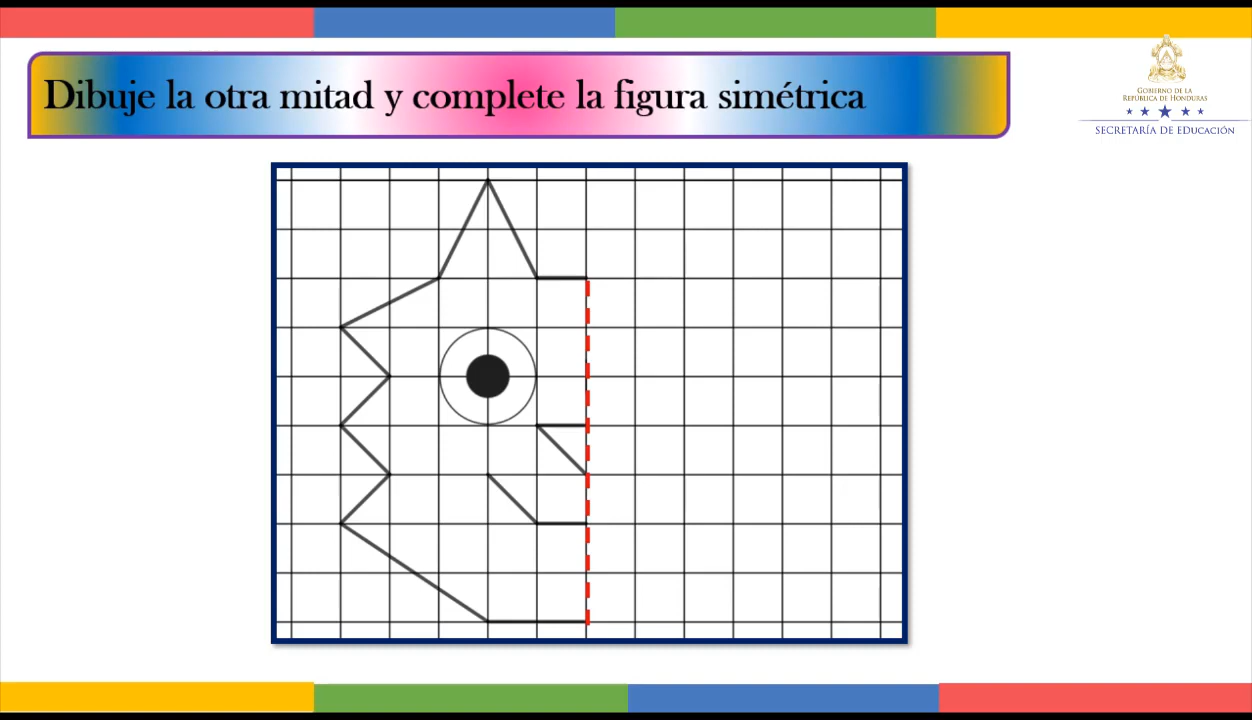 Dibuje la otra mitad y complete la figura simétrica
GOBIERNO DE LA
REPÚBLICA DE HONDURAS
SECRETARÍA DE EDUCACIÓN